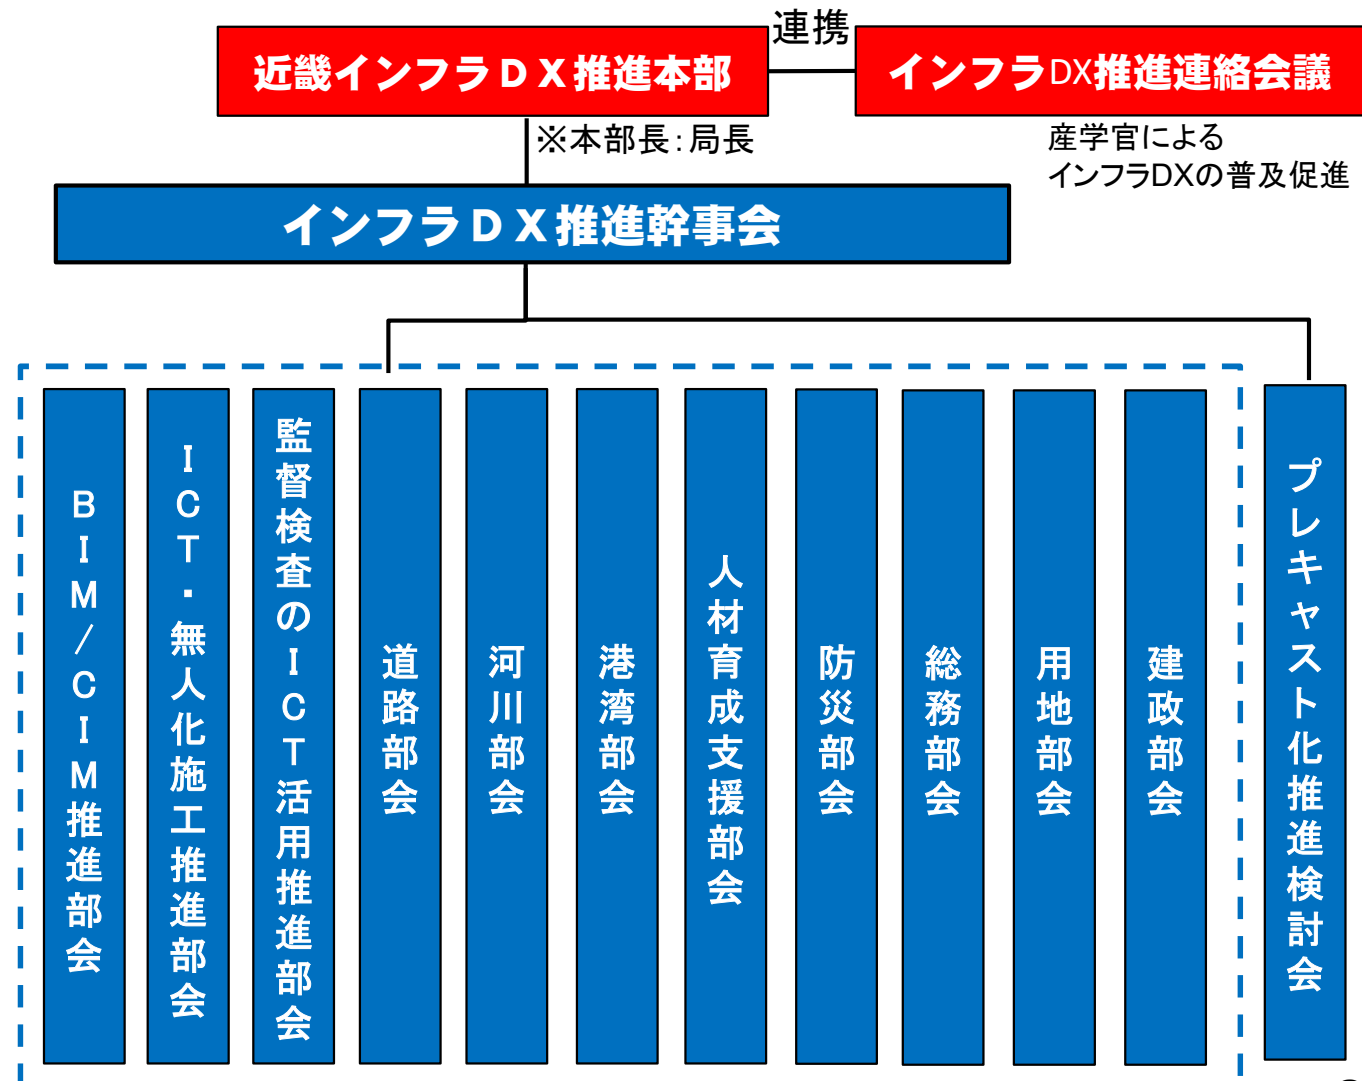 連携
近畿インフラＤＸ推進本部
インフラDX推進連絡会議
※本部長：局長
産学官による
インフラDXの普及促進
インフラＤＸ推進幹事会
ＢＩＭ/ＣＩＭ推進部会
ＩＣＴ・無人化施工推進部会
監督検査のＩＣＴ活用推進部会
道路部会
河川部会
港湾部会
人材育成支援部会
防災部会
総務部会
用地部会
建政部会
プレキャスト化推進検討会